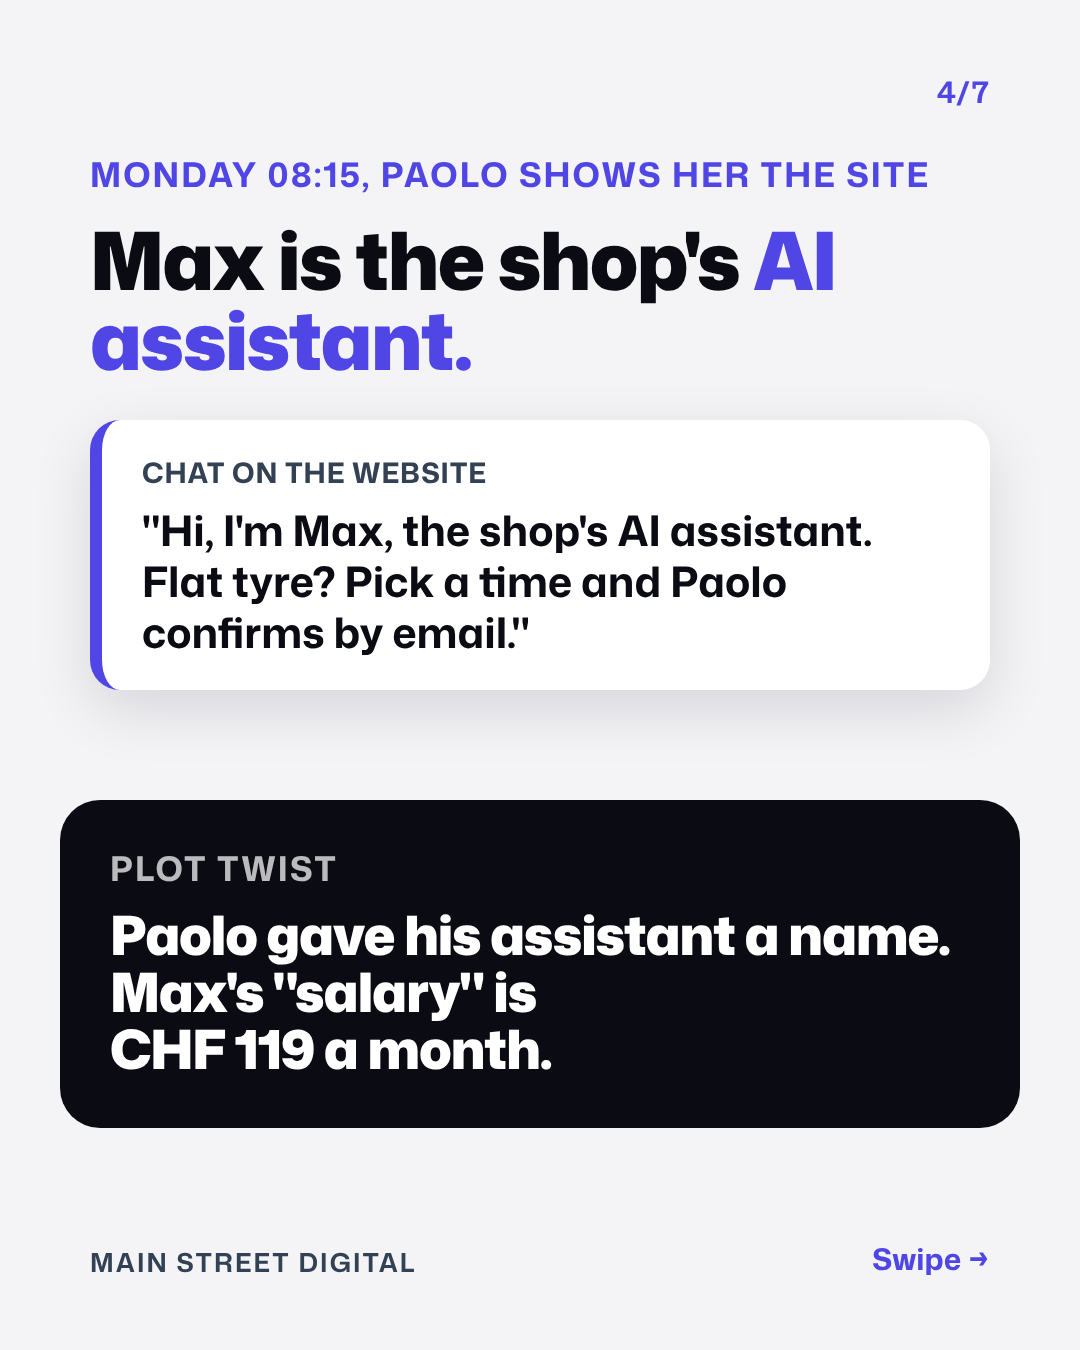 4/7
MONDAY 08:15, PAOLO SHOWS HER THE SITE
Max is the shop's AI
assistant.
CHAT ON THE WEBSITE
"Hi, I'm Max, the shop's AI assistant.
Flat tyre? Pick a time and Paolo
confirms by email."
PLOT TWIST
Paolo gave his assistant a name.
Max's "salary" is
CHF 119 a month.
MAIN STREET DIGITAL
Swipe →